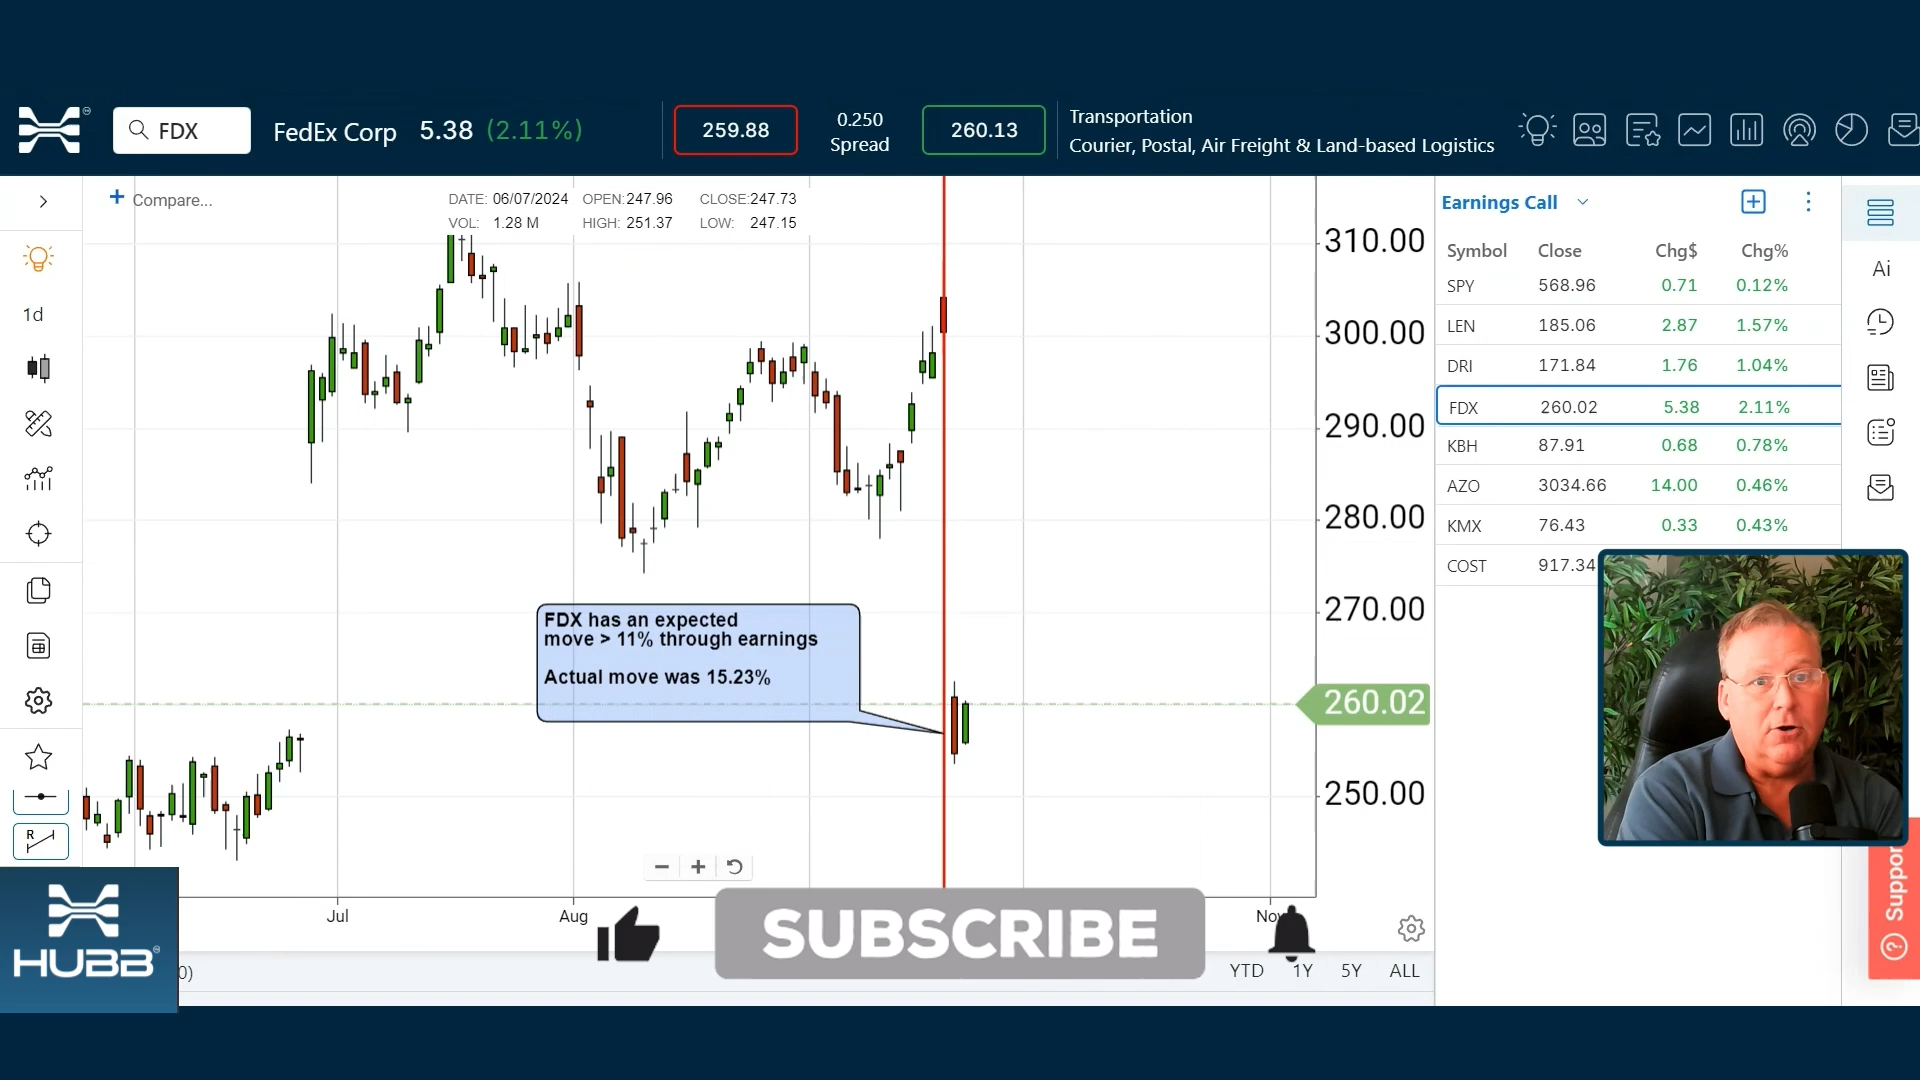 FDX
FedEx Corp 5.38 (2.11%)
259.88
0.250
Spread
260.13
Transportation
Courier, Postal, Air Freight & Land-based Logistics
+ Compare...
DATE: 06/07/2024 OPEN:247.96 CLOSE:247.73
VOL: 1.28 M HIGH: 251.37 LOW: 247.15
1d
R
310.00
300.00
290.00
280.00
270.00
260.02
250.00
FDX has an expected
move > 11% through earnings
Actual move was 15.23%
Jul
Aug
Nov
SUBSCRIBE
0)
YTD 1Y 5Y ALL
HUBB
Earnings Call
Symbol Close Chg$ Chg%
SPY 568.96 0.71 0.12%
LEN 185.06 2.87 1.57%
DRI 171.84 1.76 1.04%
FDX 260.02 5.38 2.11%
KBH 87.91 0.68 0.78%
AZO 3034.66 14.00 0.46%
KMX 76.43 0.33 0.43%
COST 917.34
Ai
Suppor